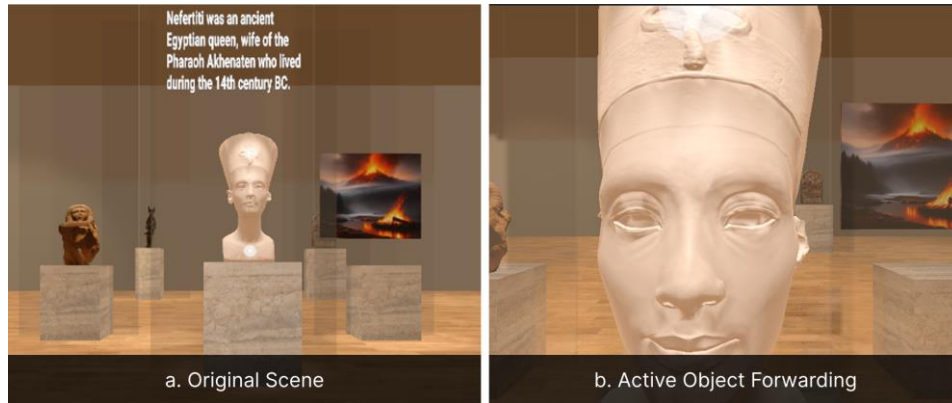 Nefertiti was an ancient
Egyptian queen, wife of the
Pharaoh Akhenaten who lived
during the 14th century BC.
a. Original Scene
b. Active Object Forwarding